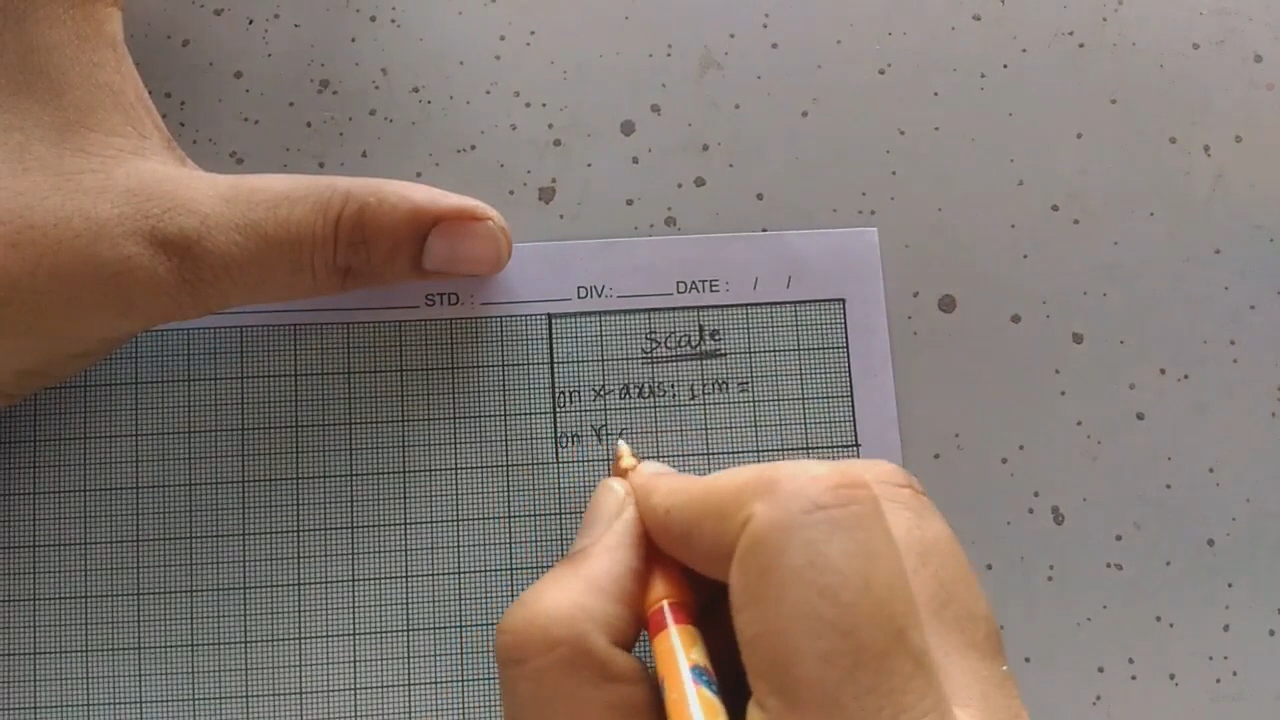 STD. : DIV.: DATE : / /
Scale
on x-axis: 1cm =
on Y-